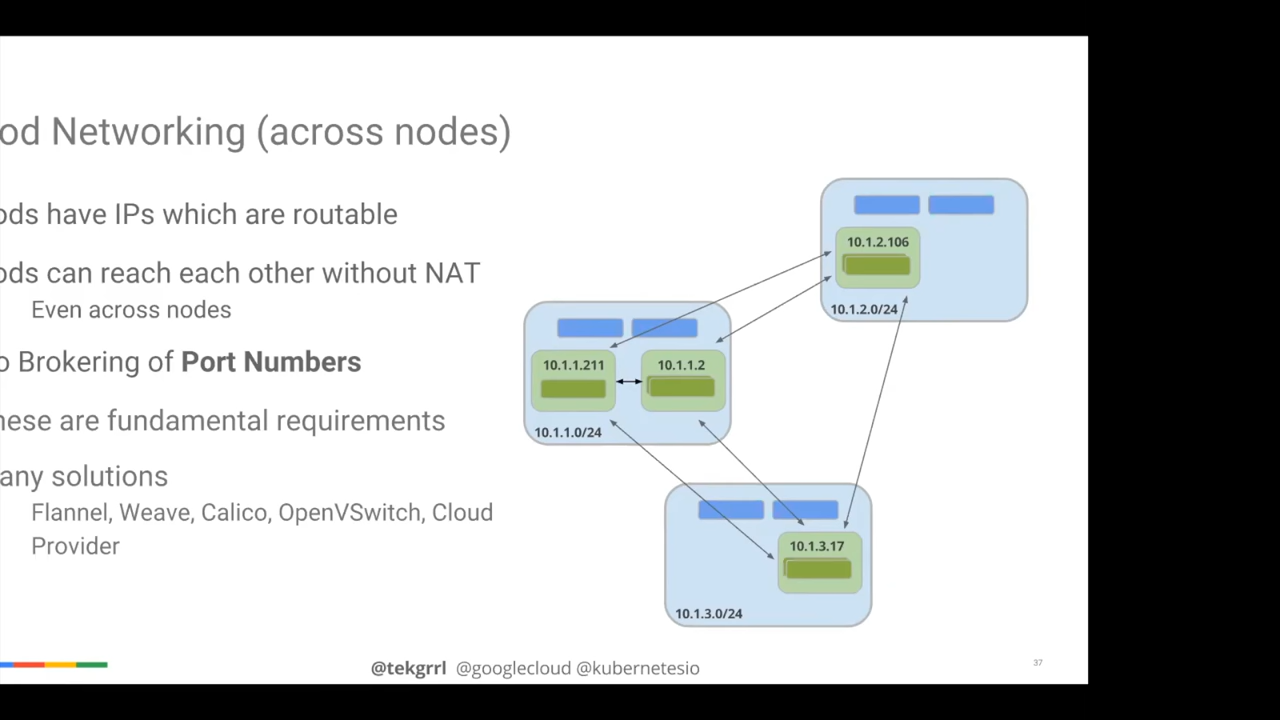 od Networking (across nodes)
ods have IPs which are routable
ods can reach each other without NAT
Even across nodes
o Brokering of Port Numbers
hese are fundamental requirements
any solutions
Flannel, Weave, Calico, OpenVSwitch, Cloud
Provider
10.1.2.106
10.1.2.0/24
10.1.1.211
10.1.1.2
10.1.1.0/24
10.1.3.17
10.1.3.0/24
@tekgrrl @googlecloud @kubernetesio
37